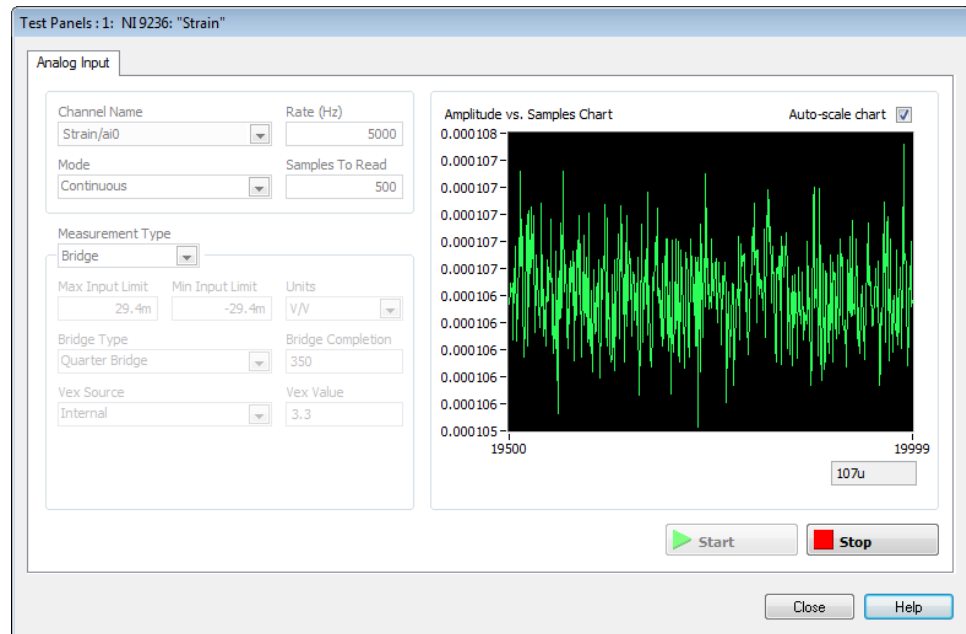 Test Panels : 1: NI 9236: "Strain"
Analog Input
Channel Name
Rate (Hz)
Strain/ai0
5000
Mode
Samples To Read
Continuous
500
Measurement Type
Bridge
Max Input Limit
Min Input Limit
Units
29.4m
-29.4m
V/V
Bridge Type
Bridge Completion
Quarter Bridge
350
Vex Source
Vex Value
Internal
3.3
Amplitude vs. Samples Chart
Auto-scale chart
0.000108
0.000107
0.000107
0.000107
0.000107
0.000107
0.000106
0.000106
0.000106
0.000106
0.000106
0.000105
19500
19999
107u
Start
Stop
Close
Help